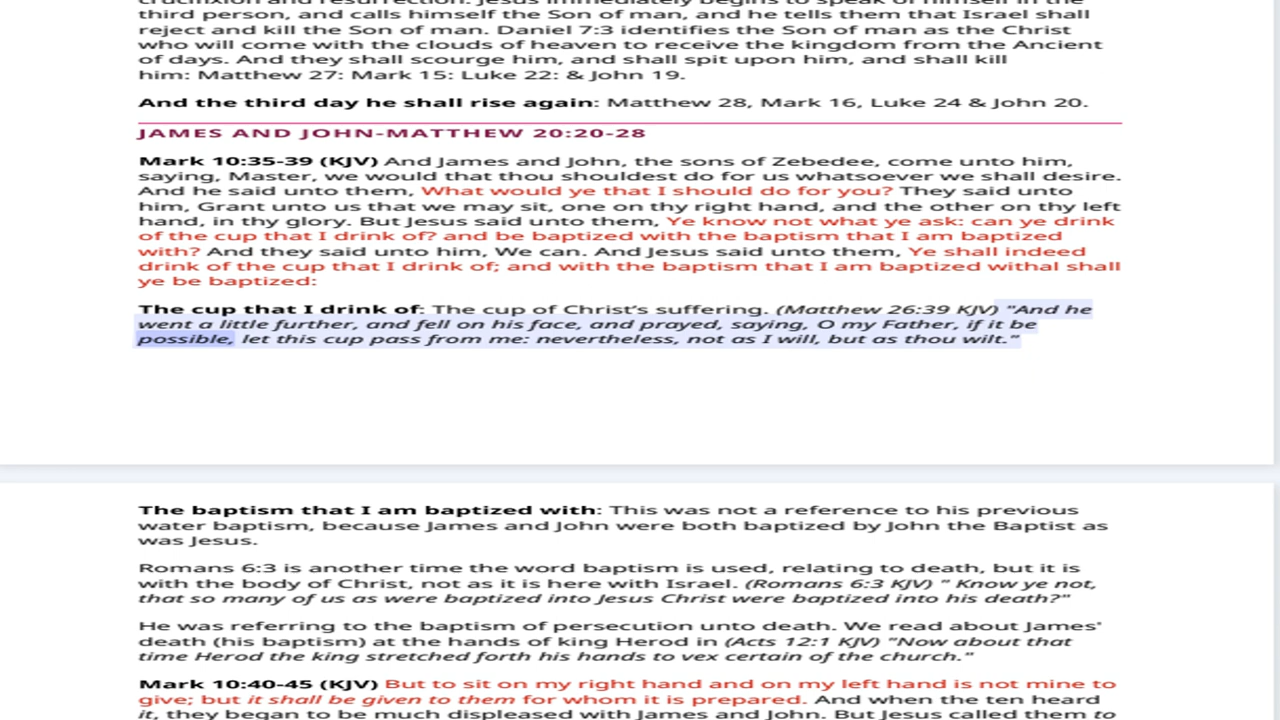 crucifixion and resurrection. Jesus immediately begins to speak of himself in the
third person, and calls himself the Son of man, and he tells them that Israel shall
reject and kill the Son of man. Daniel 7:3 identifies the Son of man as the Christ
who will come with the clouds of heaven to receive the kingdom from the Ancient
of days. And they shall scourge him, and shall spit upon him, and shall kill
him: Matthew 27: Mark 15: Luke 22: & John 19.
And the third day he shall rise again: Matthew 28, Mark 16, Luke 24 & John 20.
JAMES AND JOHN-MATTHEW 20:20-28
Mark 10:35-39 (KJV) And James and John, the sons of Zebedee, come unto him,
saying, Master, we would that thou shouldest do for us whatsoever we shall desire.
And he said unto them, What would ye that I should do for you? They said unto
him, Grant unto us that we may sit, one on thy right hand, and the other on thy left
hand, in thy glory. But Jesus said unto them, Ye know not what ye ask: can ye drink
of the cup that I drink of? and be baptized with the baptism that I am baptized
with? And they said unto him, We can. And Jesus said unto them, Ye shall indeed
drink of the cup that I drink of; and with the baptism that I am baptized withal shall
ye be baptized:
The cup that I drink of: The cup of Christ's suffering. (Matthew 26:39 KJV) "And he
went a little further, and fell on his face, and prayed, saying, O my Father, if it be
possible, let this cup pass from me: nevertheless, not as I will, but as thou wilt."
The baptism that I am baptized with: This was not a reference to his previous
water baptism, because James and John were both baptized by John the Baptist as
was Jesus.
Romans 6:3 is another time the word baptism is used, relating to death, but it is
with the body of Christ, not as it is here with Israel. (Romans 6:3 KJV) " Know ye not,
that so many of us as were baptized into Jesus Christ were baptized into his death?"
He was referring to the baptism of persecution unto death. We read about James'
death (his baptism) at the hands of king Herod in (Acts 12:1 KJV) "Now about that
time Herod the king stretched forth his hands to vex certain of the church."
Mark 10:40-45 (KJV) But to sit on my right hand and on my left hand is not mine to
give; but it shall be given to them for whom it is prepared. And when the ten heard
it, they began to be much displeased with James and John. But Jesus called them to